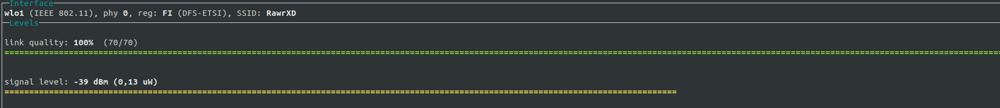 Interface
wlo1 (IEEE 802.11), phy 0, reg: FI (DFS-ETSI), SSID: RawrXD
Levels
link quality: 100%  (70/70)
signal level: -39 dBm (0,13 uW)